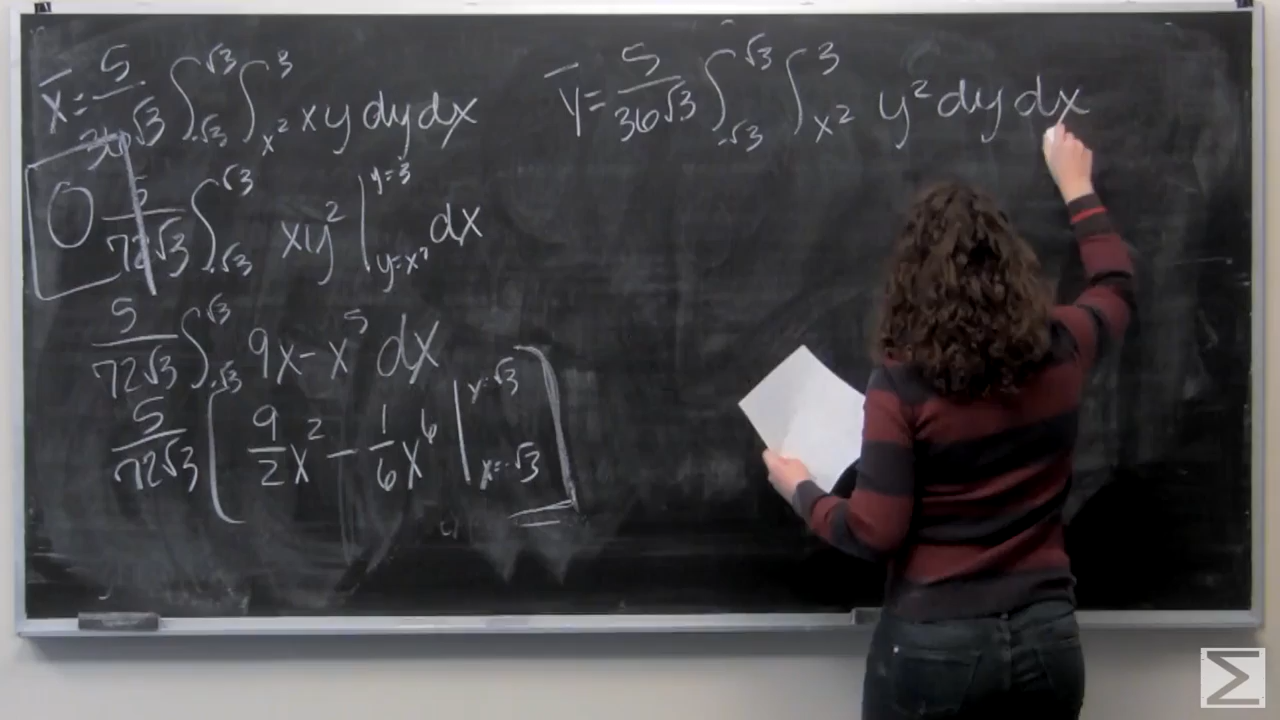 x̄ = 5/36√3 ∫_{-√3}^{√3} ∫_{x²}^{3} xy dy dx
0 5/72√3 ∫_{-√3}^{√3} xy² |_{y=x²}^{y=3} dx
5/72√3 ∫_{-√3}^{√3} 9x - x⁵ dx
5/72√3 [ 9/2 x² - 1/6 x⁶ |_{x=-√3}^{x=√3} ]
ȳ = 5/36√3 ∫_{-√3}^{√3} ∫_{x²}^{3} y² dy dx
Σ